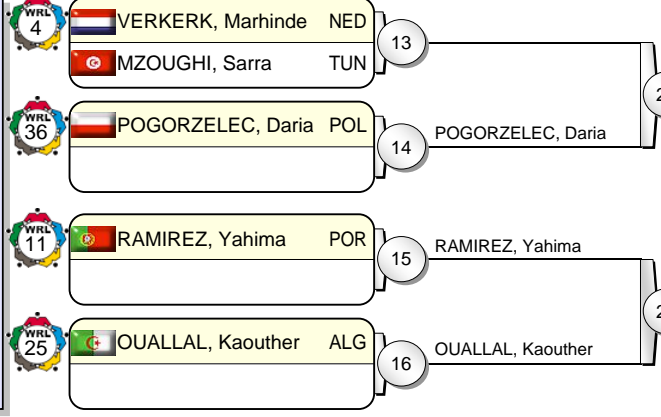 WRL
4
VERKERK, Marhinde NED
MZOUGHI, Sarra TUN
13
WRL
36
POGORZELEC, Daria POL
14
POGORZELEC, Daria
WRL
11
RAMIREZ, Yahima POR
15
RAMIREZ, Yahima
WRL
25
OUALLAL, Kaouther ALG
16
OUALLAL, Kaouther